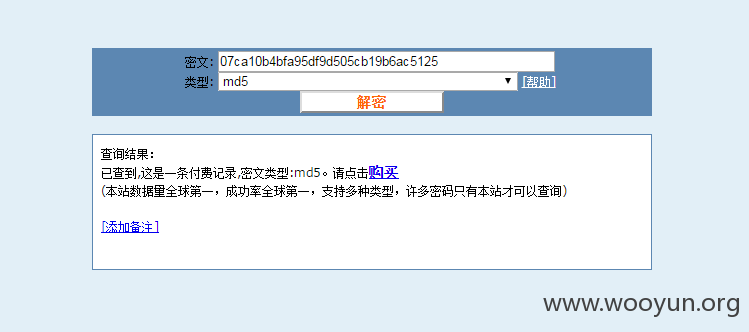 密文: 07ca10b4bfa95df9d505cb19b6ac5125
类型: md5 [帮助]
解密
查询结果:
已查到,这是一条付费记录,密文类型:md5。请点击购买
(本站数据量全球第一，成功率全球第一，支持多种类型，许多密码只有本站才可以查询)
[添加备注]
www.wooyun.org